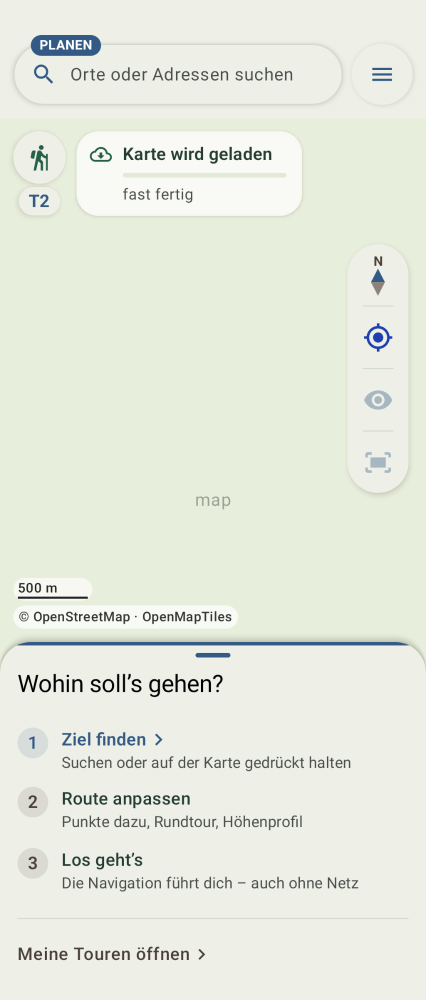 PLANEN
Orte oder Adressen suchen
Karte wird geladen
fast fertig
T2
N
map
500 m
© OpenStreetMap · OpenMapTiles
Wohin soll’s gehen?
1 Ziel finden
Suchen oder auf der Karte gedrückt halten
2 Route anpassen
Punkte dazu, Rundtour, Höhenprofil
3 Los geht’s
Die Navigation führt dich – auch ohne Netz
Meine Touren öffnen